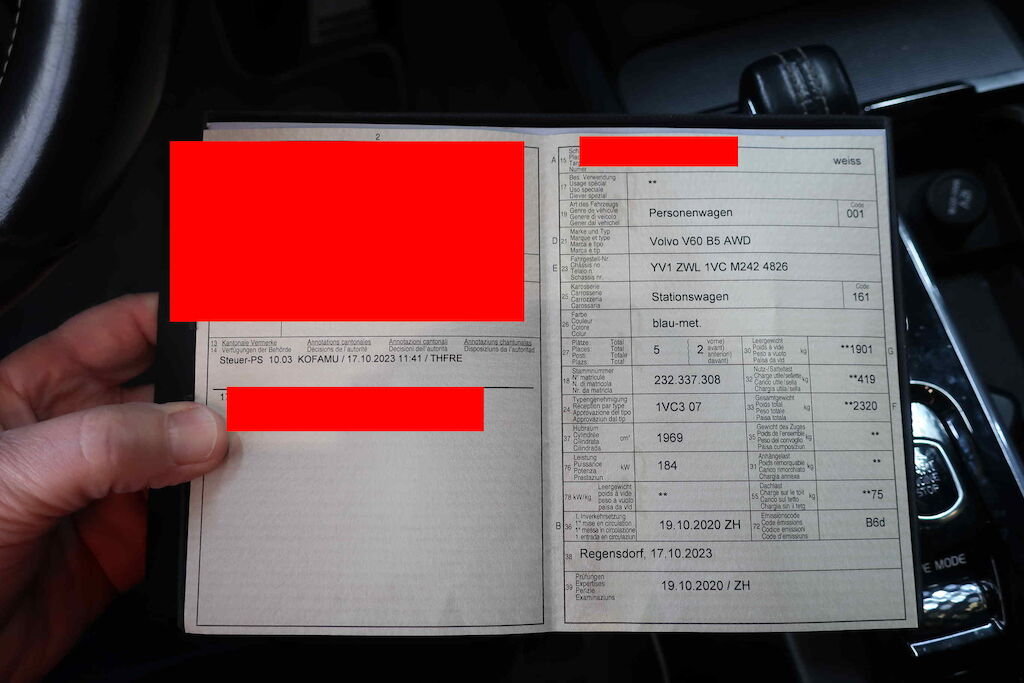 2
13 Kantonale Vermerke Annotations cantonales Annotazioni cantonali Annotaziuns chantunalas
14 Verfügungen der Behörde Décisions de l'autorité Decisioni dell'autorità Disposiziuns da l'autoritad
Steuer-PS 10.03 KOFAMU / 17.10.2023 11:41 / THFRE
A 15
Numer
weiss
17 Bes. Verwendung
Usage spécial
Uso speciale
Diever spezial
**
19 Art des Fahrzeugs
Genre de véhicule
Genere di veicolo
Gener dal vehichel
Personenwagen
Code
001
D 21 Marke und Typ
Marque et type
Marca e tipo
Marca e tip
Volvo V60 B5 AWD
E 23 Fahrgestell-Nr.
Châssis no
Telaio n.
Schassis nr.
YV1 ZWL 1VC M242 4826
25 Karosserie
Carrosserie
Carrozzeria
Carossaria
Stationswagen
Code
161
26 Farbe
Couleur
Colore
Colur
blau-met.
27 Plätze Total
Places Total
Posti Totale
Plazs Total
5
2
vorne)
avant)
anteriori)
davant)
30 Leergewicht
Poids à vide
Peso a vuoto
Paisa da vid
kg
**1901
G
18 Stammnummer
N° matricule
N. di matricola
Nr. da matricla
232.337.308
32 Nutz-/Sattellast
Charge utile/sellette
Carico utile/sella
Chargia utila/sella
kg
**419
24 Typengenehmigung
Réception par type
Approvazione del tipo
Approvaziun dal tip
1VC3 07
33 Gesamtgewicht
Poids total
Peso totale
Paisa totala
kg
**2320
F
37 Hubraum
Cylindrée
Cilindrata
Cilindrada
cm³
1969
35 Gewicht des Zuges
Poids de l'ensemble
Peso del convoglio
Paisa cumposiziun
kg
**
76 Leistung
Puissance
Potenza
Prestaziun
kW
184
31 Anhängelast
Poids remorquable
Carico rimorchiato
Chargia annexa
kg
**
78 kW/kg
Leergewicht
poids à vide
peso a vuoto
paisa da vid
**
55 Dachlast
Charge sur le toit
Carico sul tetto
Chargia sin il tetg
kg
**75
B 36 1. Inverkehrsetzung
1re mise en circulation
1a messa in circolazione
1. entrada en circulaziun
19.10.2020 ZH
72 Emissionscode
Code émissions
Codice emissioni
Code d'emissiuns
B6d
38 Regensdorf, 17.10.2023
39 Prüfungen
Expertises
Perizie
Examinaziuns
19.10.2020 / ZH
STOP
E MODE